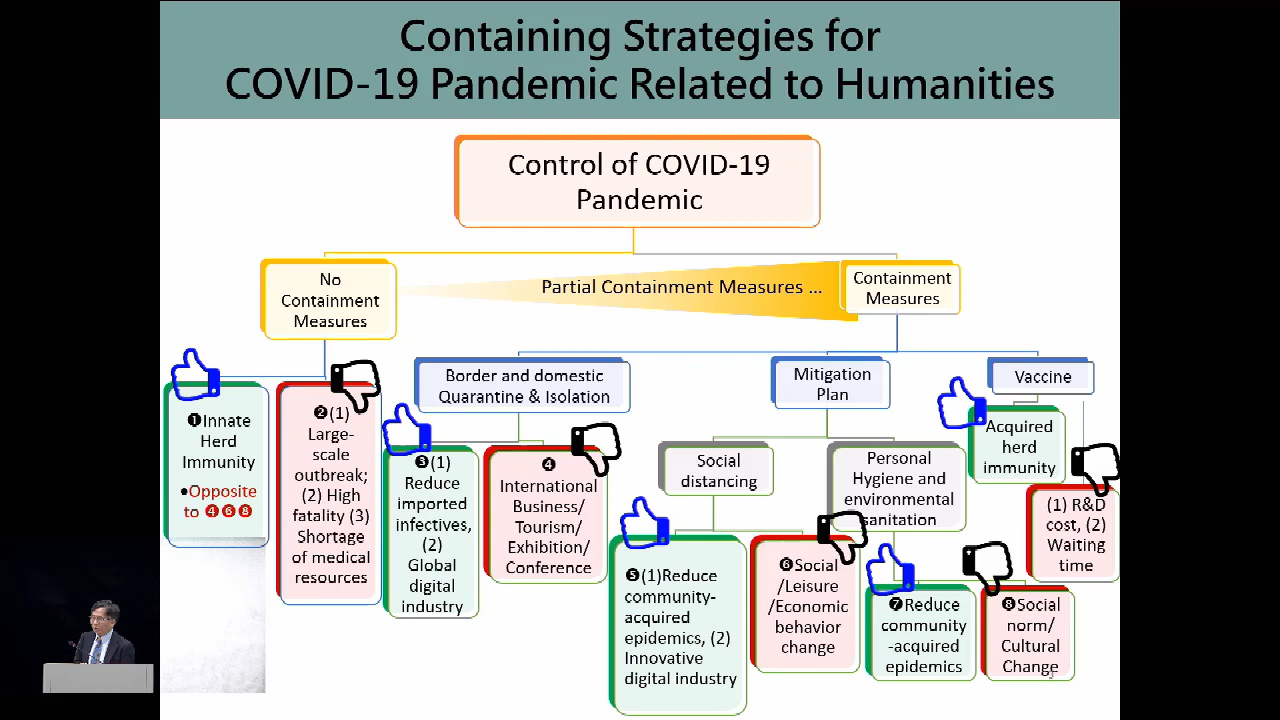 Containing Strategies for
COVID-19 Pandemic Related to Humanities
Control of COVID-19
Pandemic
No
Containment
Measures
Partial Containment Measures ...
Containment
Measures
❶Innate
Herd
Immunity
•Opposite
to ❹❻❽
❷(1)
Large-
scale
outbreak;
(2) High
fatality (3)
Shortage
of medical
resources
Border and domestic
Quarantine & Isolation
❸(1)
Reduce
imported
infectives,
(2)
Global
digital
industry
❹
International
Business/
Tourism/
Exhibition/
Conference
Mitigation
Plan
Social
distancing
❺(1)Reduce
community-
acquired
epidemics, (2)
Innovative
digital industry
❻Social
/Leisure
/Economic
behavior
change
Personal
Hygiene and
environmental
sanitation
❼Reduce
community
-acquired
epidemics
❽Social
norm/
Cultural
Change
Vaccine
Acquired
herd
immunity
(1) R&D
cost, (2)
Waiting
time